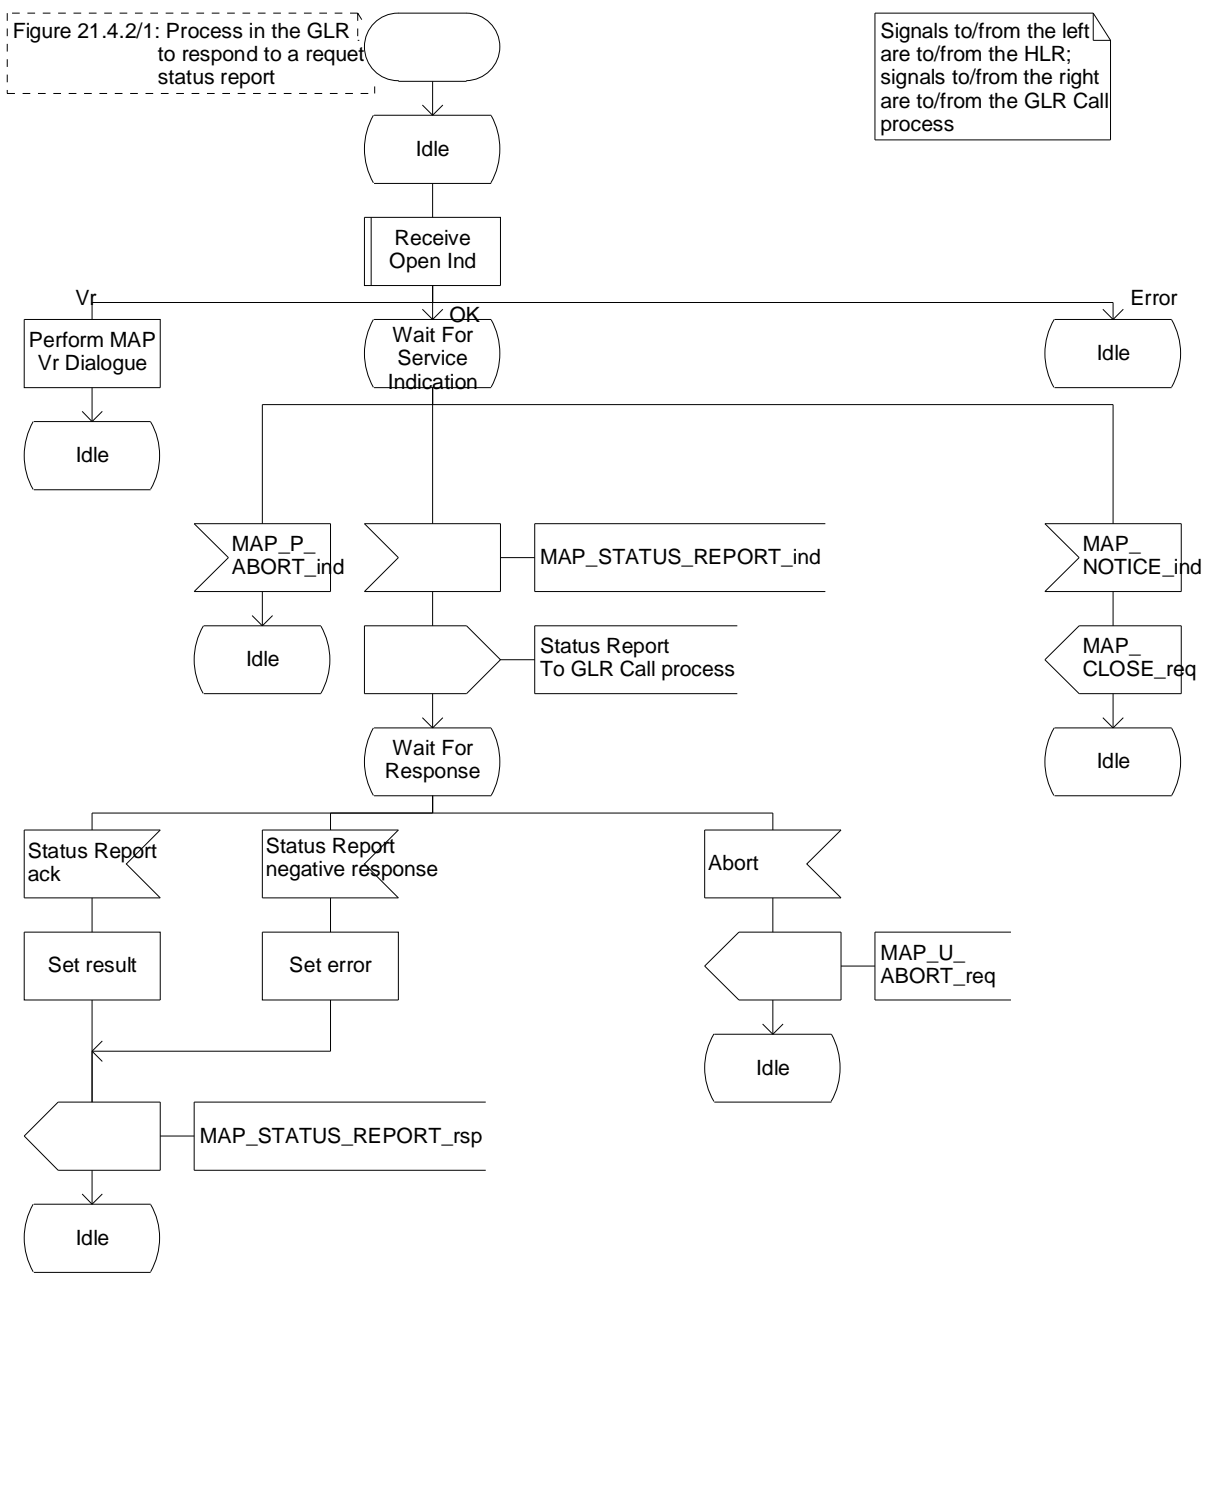 Figure 21.4.2/1: Process in the GLR
to respond to a requet
status report
Signals to/from the left
are to/from the HLR;
signals to/from the right
are to/from the GLR Call
process
Idle
Receive
Open Ind
Vr
OK
Error
Perform MAP
Vr Dialogue
Wait For
Service
Indication
Idle
Idle
MAP_P_
ABORT_ind
MAP_STATUS_REPORT_ind
MAP_
NOTICE_ind
Idle
Status Report
To GLR Call process
MAP_
CLOSE_req
Wait For
Response
Idle
Status Report
ack
Status Report
negative response
Abort
Set result
Set error
MAP_U_
ABORT_req
Idle
MAP_STATUS_REPORT_rsp
Idle